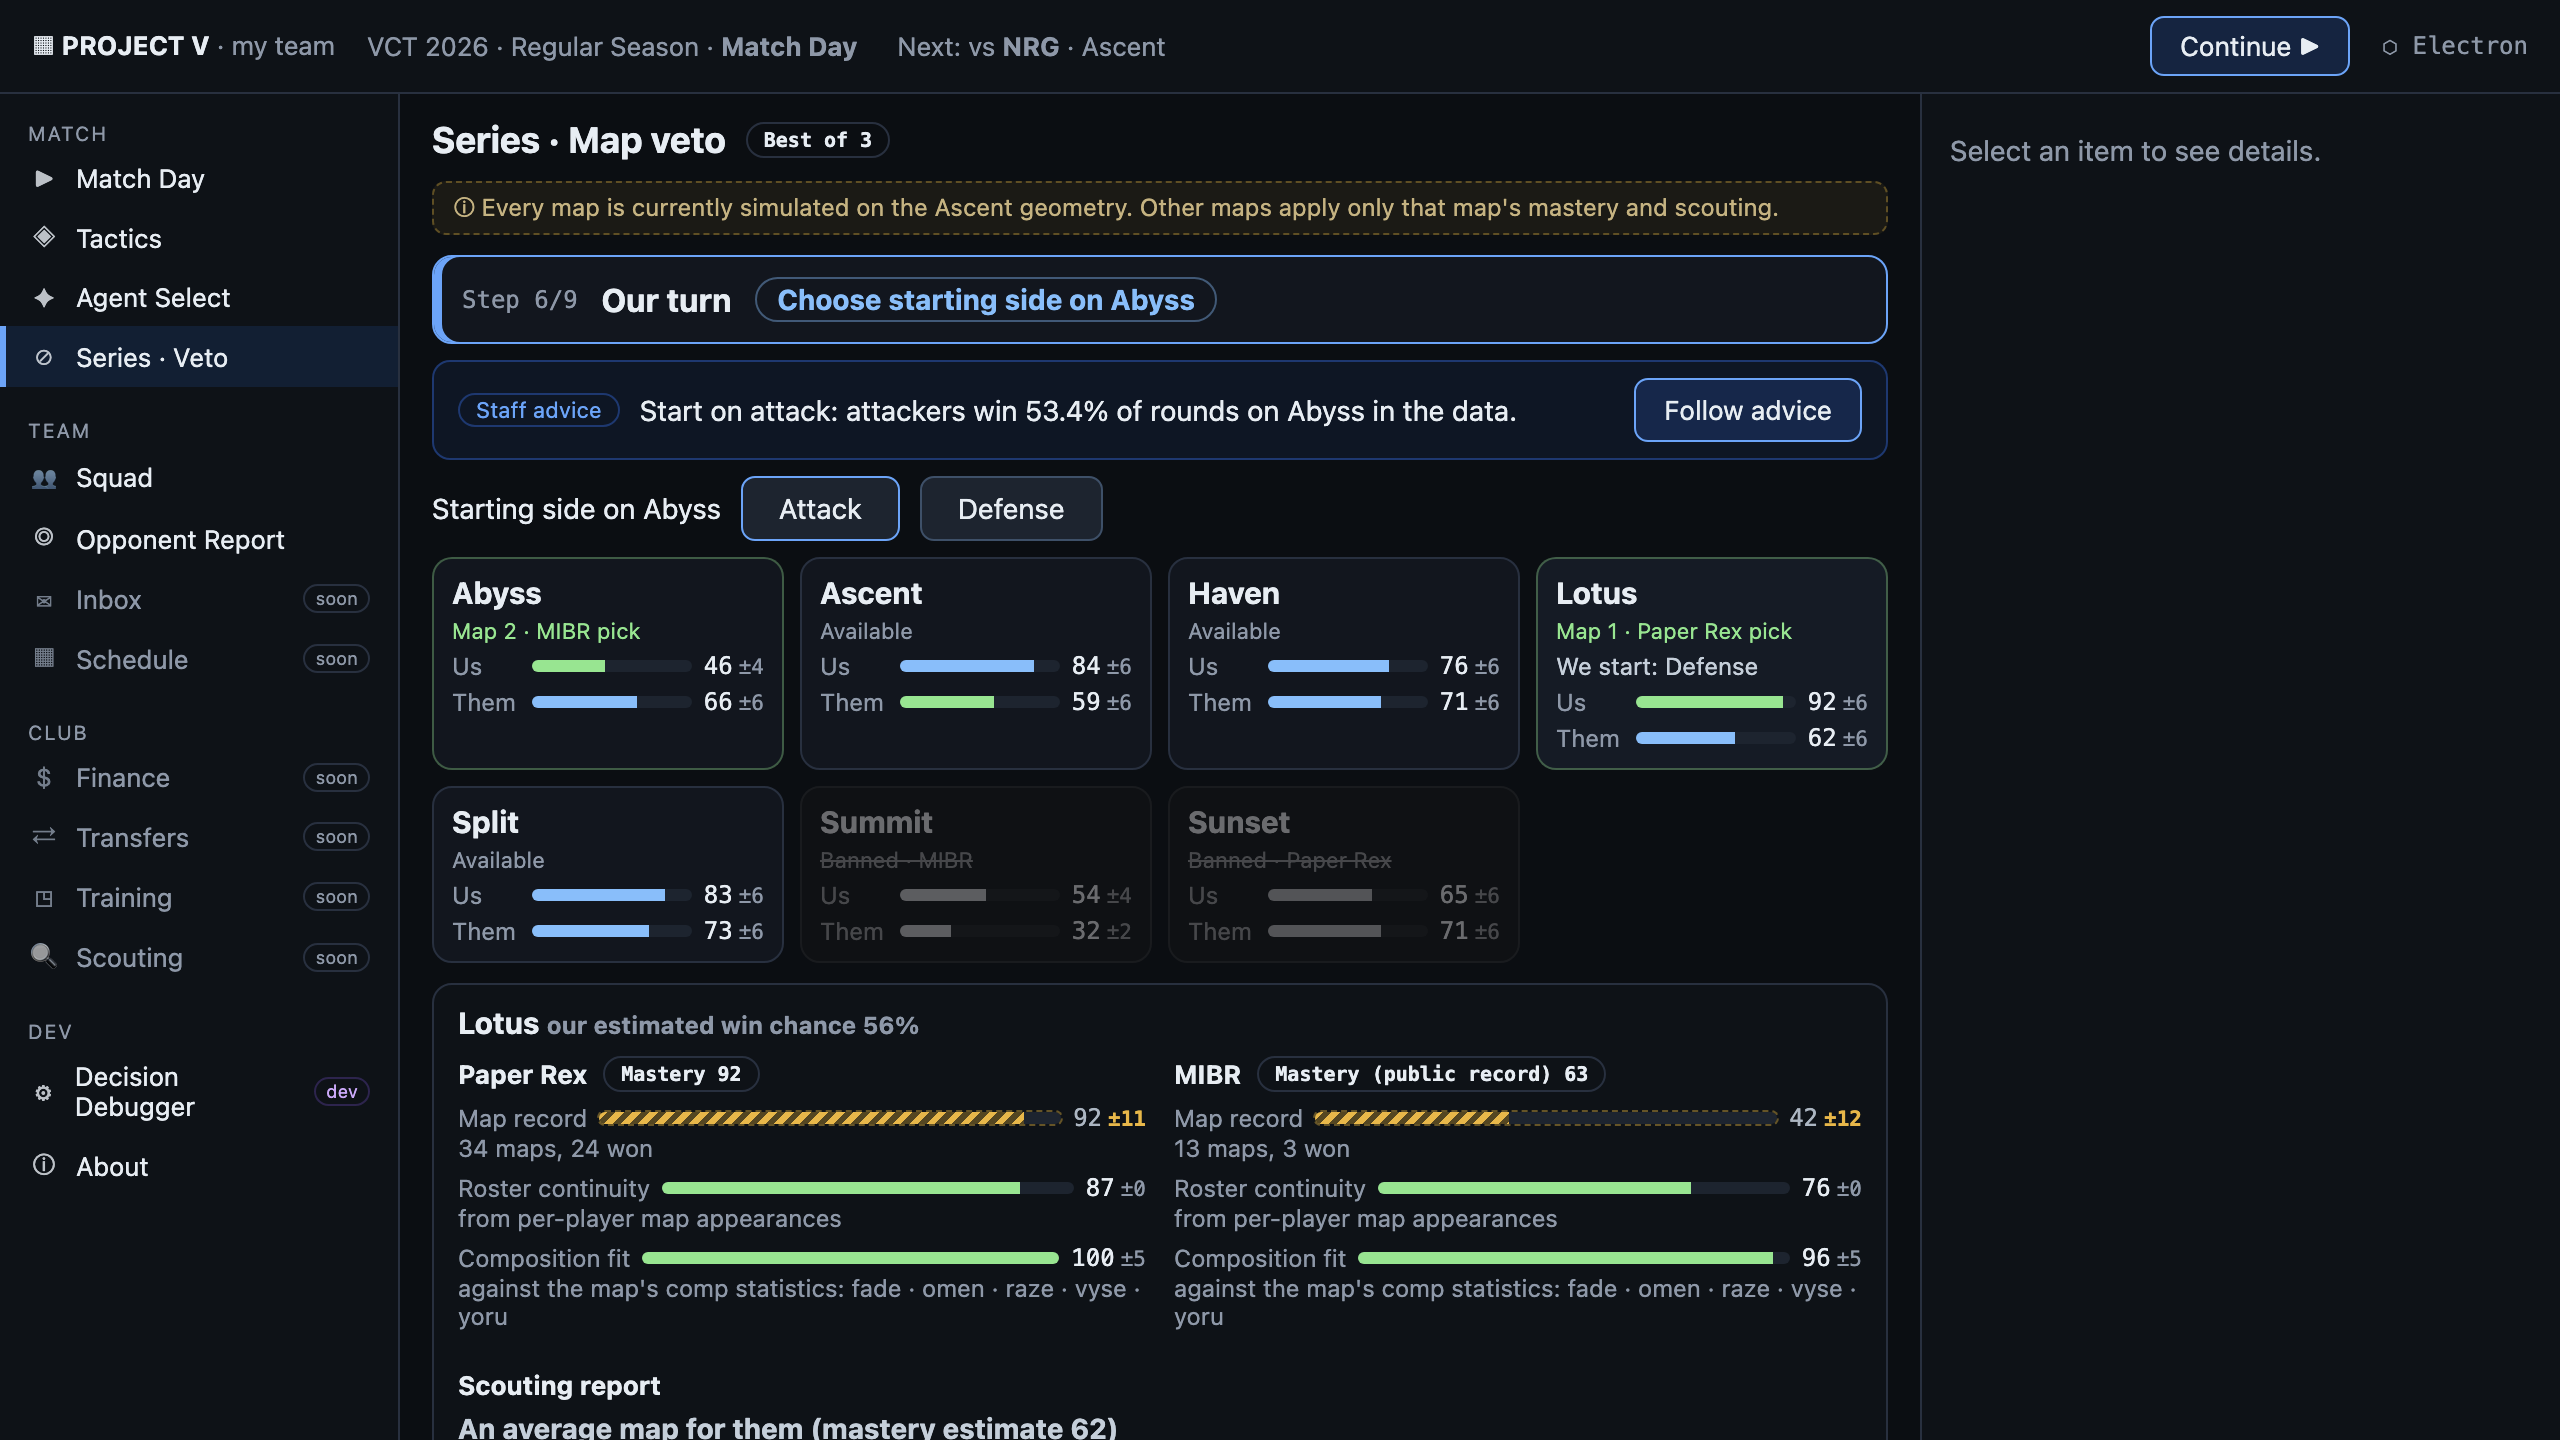 PROJECT V · my team VCT 2026 · Regular Season · Match Day Next: vs NRG · Ascent Continue ▶ Electron
MATCH
Match Day
Tactics
Agent Select
Series · Veto
TEAM
Squad
Opponent Report
Inbox soon
Schedule soon
CLUB
$ Finance soon
Transfers soon
Training soon
Scouting soon
DEV
Decision Debugger dev
About
Series · Map veto Best of 3
ⓘ Every map is currently simulated on the Ascent geometry. Other maps apply only that map's mastery and scouting.
Step 6/9 Our turn Choose starting side on Abyss
Staff advice Start on attack: attackers win 53.4% of rounds on Abyss in the data. Follow advice
Starting side on Abyss Attack Defense
Abyss
Map 2 · MIBR pick
Us 46 ±4
Them 66 ±6
Ascent
Available
Us 84 ±6
Them 59 ±6
Haven
Available
Us 76 ±6
Them 71 ±6
Lotus
Map 1 · Paper Rex pick
We start: Defense
Us 92 ±6
Them 62 ±6
Split
Available
Us 83 ±6
Them 73 ±6
Summit
Banned · MIBR
Us 54 ±4
Them 32 ±2
Sunset
Banned · Paper Rex
Us 65 ±6
Them 71 ±6
Lotus our estimated win chance 56%
Paper Rex Mastery 92
Map record 92 ±11
34 maps, 24 won
Roster continuity 87 ±0
from per-player map appearances
Composition fit 100 ±5
against the map's comp statistics: fade · omen · raze · vyse ·
yoru
MIBR Mastery (public record) 63
Map record 42 ±12
13 maps, 3 won
Roster continuity 76 ±0
from per-player map appearances
Composition fit 96 ±5
against the map's comp statistics: fade · omen · raze · vyse ·
yoru
Scouting report
An average map for them (mastery estimate 62)
Select an item to see details.